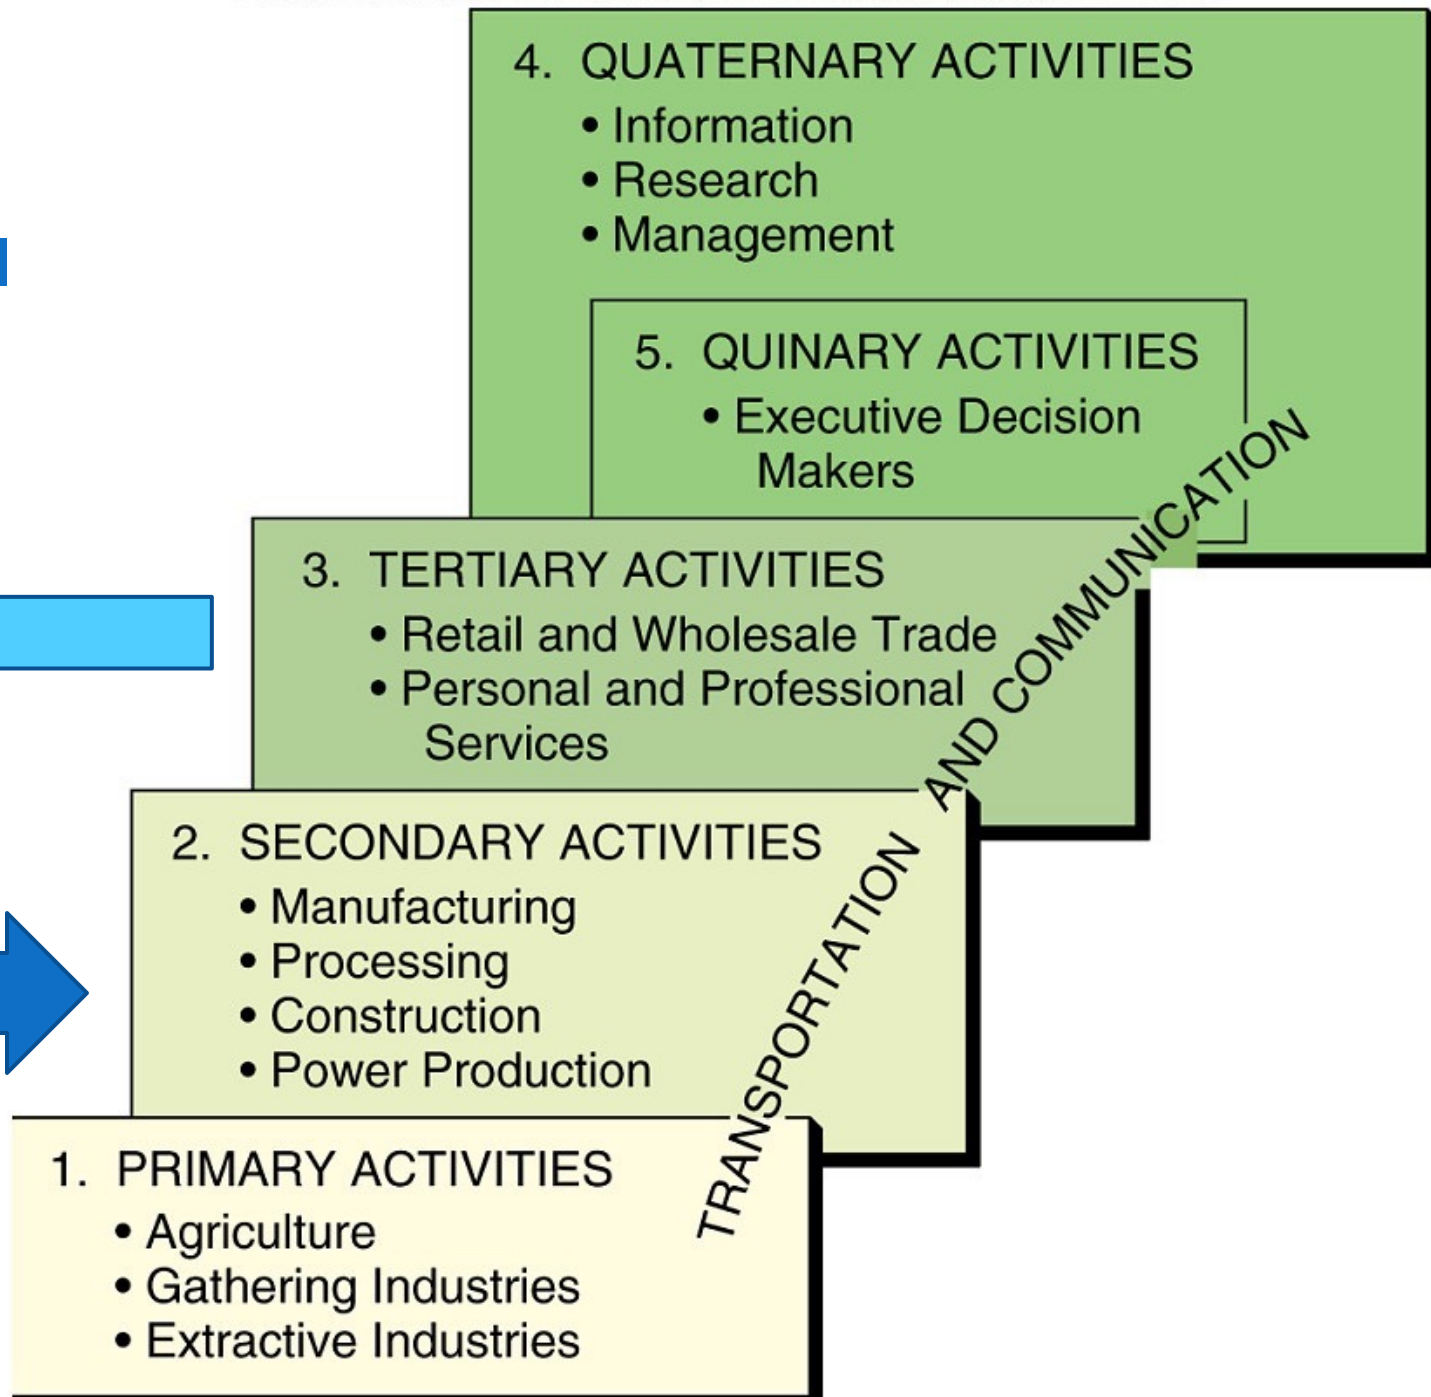 4. QUATERNARY ACTIVITIES
• Information
• Research
• Management
5. QUINARY ACTIVITIES
• Executive Decision
Makers
3. TERTIARY ACTIVITIES
• Retail and Wholesale Trade
• Personal and Professional
Services
2. SECONDARY ACTIVITIES
• Manufacturing
• Processing
• Construction
• Power Production
1. PRIMARY ACTIVITIES
• Agriculture
• Gathering Industries
• Extractive Industries
TRANSPORTATION AND COMMUNICATION